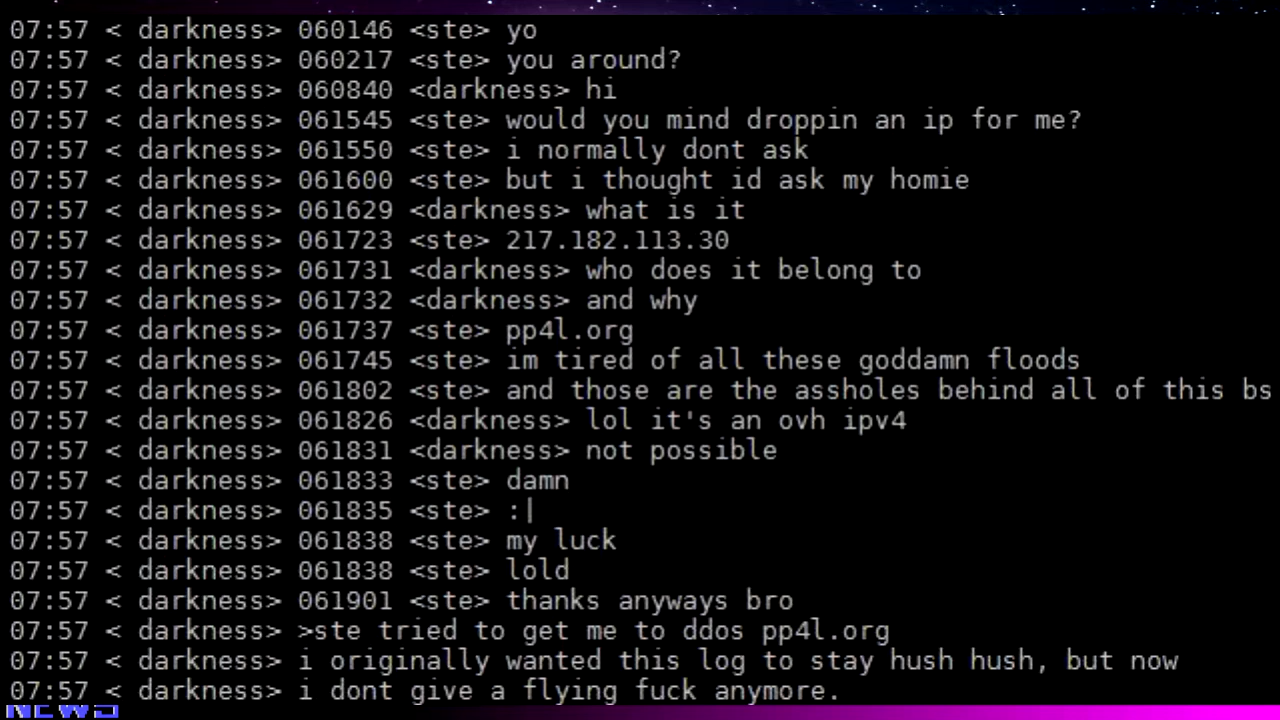 07:57 < darkness> 060146 <ste> yo
07:57 < darkness> 060217 <ste> you around?
07:57 < darkness> 060840 <darkness> hi
07:57 < darkness> 061545 <ste> would you mind droppin an ip for me?
07:57 < darkness> 061550 <ste> i normally dont ask
07:57 < darkness> 061600 <ste> but i thought id ask my homie
07:57 < darkness> 061629 <darkness> what is it
07:57 < darkness> 061723 <ste> 217.182.113.30
07:57 < darkness> 061731 <darkness> who does it belong to
07:57 < darkness> 061732 <darkness> and why
07:57 < darkness> 061737 <ste> pp4l.org
07:57 < darkness> 061745 <ste> im tired of all these goddamn floods
07:57 < darkness> 061802 <ste> and those are the assholes behind all of this bs
07:57 < darkness> 061826 <darkness> lol it's an ovh ipv4
07:57 < darkness> 061831 <darkness> not possible
07:57 < darkness> 061833 <ste> damn
07:57 < darkness> 061835 <ste> :|
07:57 < darkness> 061838 <ste> my luck
07:57 < darkness> 061838 <ste> lold
07:57 < darkness> 061901 <ste> thanks anyways bro
07:57 < darkness> >ste tried to get me to ddos pp4l.org
07:57 < darkness> i originally wanted this log to stay hush hush, but now
07:57 < darkness> i dont give a flying fuck anymore.